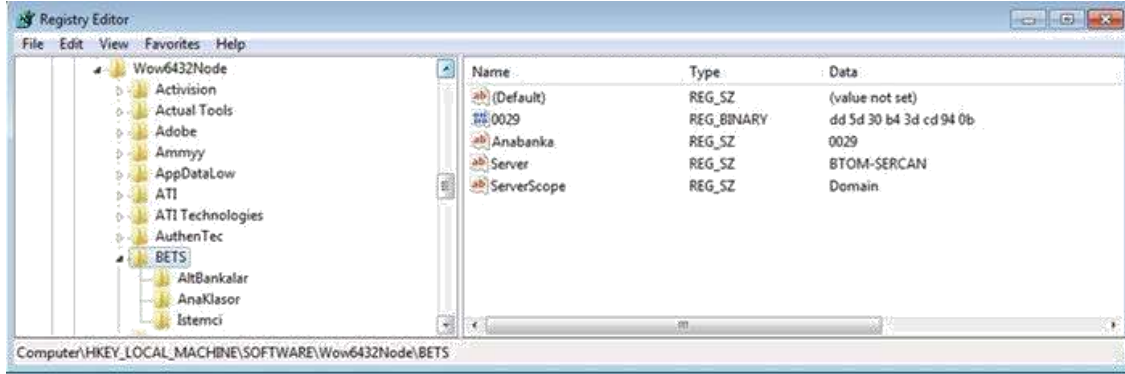 Registry Editor
File Edit View Favorites Help
Wow6432Node
Activision
Actual Tools
Adobe
Ammyy
AppDataLow
ATI
ATI Technologies
AuthenTec
BETS
AltBankalar
AnaKlasor
Istemci
Name Type Data
(Default) REG_SZ (value not set)
0029 REG_BINARY dd 5d 30 b4 3d cd 94 0b
Anabanka REG_SZ 0029
Server REG_SZ BTOM-SERCAN
ServerScope REG_SZ Domain
Computer\HKEY_LOCAL_MACHINE\SOFTWARE\Wow6432Node\BETS